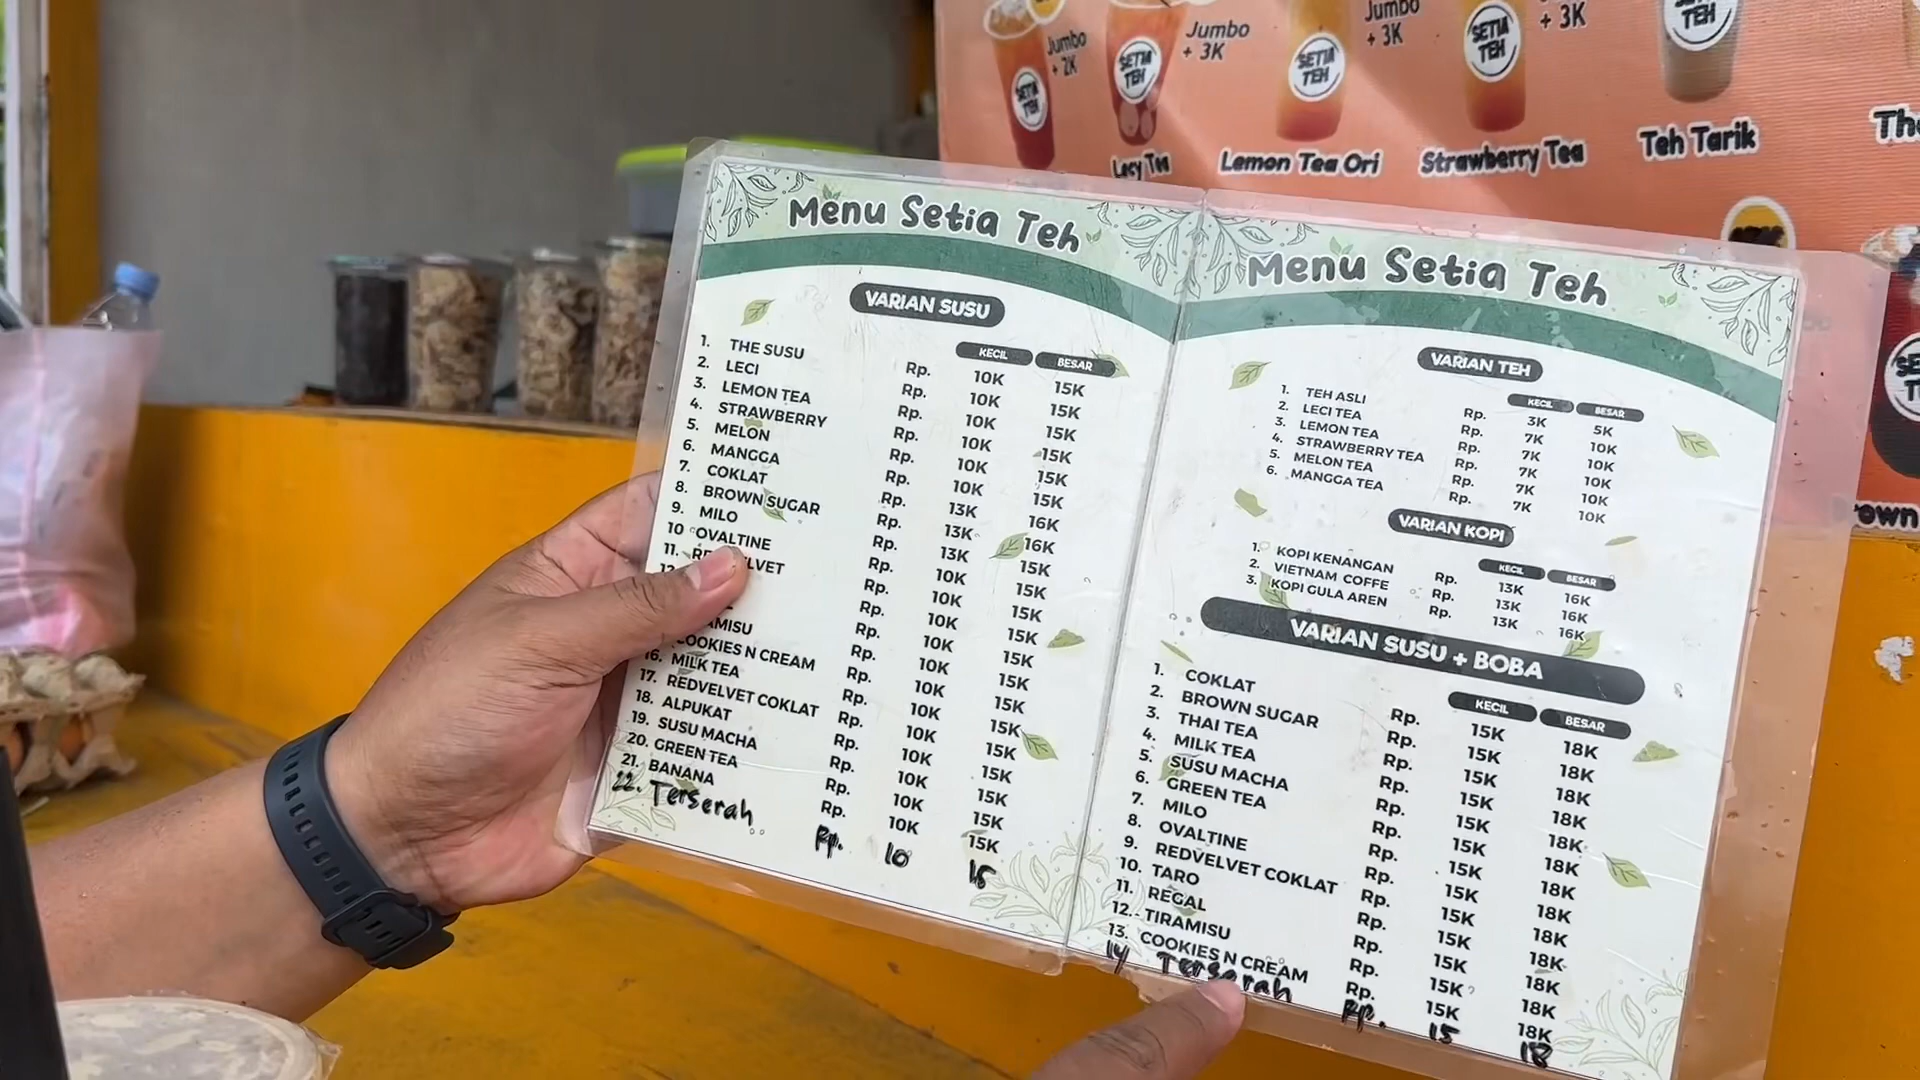 Jumbo + 2K
Jumbo + 3K
Jumbo + 3K
+ 3K
SETIA TEH
SETIA TEH
SETIA TEH
SETIA TEH
TEH
Lecy Tea
Lemon Tea Ori
Strawberry Tea
Teh Tarik
Menu Setia Teh
VARIAN SUSU
KECIL BESAR
1. THE SUSU Rp. 10K 15K
2. LECI Rp. 10K 15K
3. LEMON TEA Rp. 10K 15K
4. STRAWBERRY Rp. 10K 15K
5. MELON Rp. 10K 15K
6. MANGGA Rp. 10K 15K
7. COKLAT Rp. 13K 16K
8. BROWN SUGAR Rp. 13K 16K
9. MILO Rp. 13K 15K
10 OVALTINE Rp. 10K 15K
11. Rp. 10K 15K
Rp. 10K 15K
Rp. 10K 15K
Rp. 10K 15K
COOKIES N CREAM Rp. 10K 15K
16. MILK TEA Rp. 10K 15K
17. REDVELVET COKLAT Rp. 10K 15K
18. ALPUKAT Rp. 10K 15K
19. SUSU MACHA Rp. 10K 15K
20. GREEN TEA Rp. 10K 15K
21. BANANA Rp. 10K 15K
22. Terserah Rp. 10 15
Menu Setia Teh
VARIAN TEH
KECIL BESAR
1. TEH ASLI Rp. 3K 5K
2. LECI TEA Rp. 7K 10K
3. LEMON TEA Rp. 7K 10K
4. STRAWBERRY TEA Rp. 7K 10K
5. MELON TEA Rp. 7K 10K
6. MANGGA TEA Rp. 7K 10K
VARIAN KOPI
KECIL BESAR
1. KOPI KENANGAN Rp. 13K 16K
2. VIETNAM COFFE Rp. 13K 16K
3. KOPI GULA AREN Rp. 13K 16K
VARIAN SUSU + BOBA
KECIL BESAR
1. COKLAT Rp. 15K 18K
2. BROWN SUGAR Rp. 15K 18K
3. THAI TEA Rp. 15K 18K
4. MILK TEA Rp. 15K 18K
5. SUSU MACHA Rp. 15K 18K
6. GREEN TEA Rp. 15K 18K
7. MILO Rp. 15K 18K
8. OVALTINE Rp. 15K 18K
9. REDVELVET COKLAT Rp. 15K 18K
10. TARO Rp. 15K 18K
11. REGAL Rp. 15K 18K
12. TIRAMISU Rp. 15K 18K
13. COOKIES N CREAM Rp. 15K 18K
14 Terserah Rp. 15 18